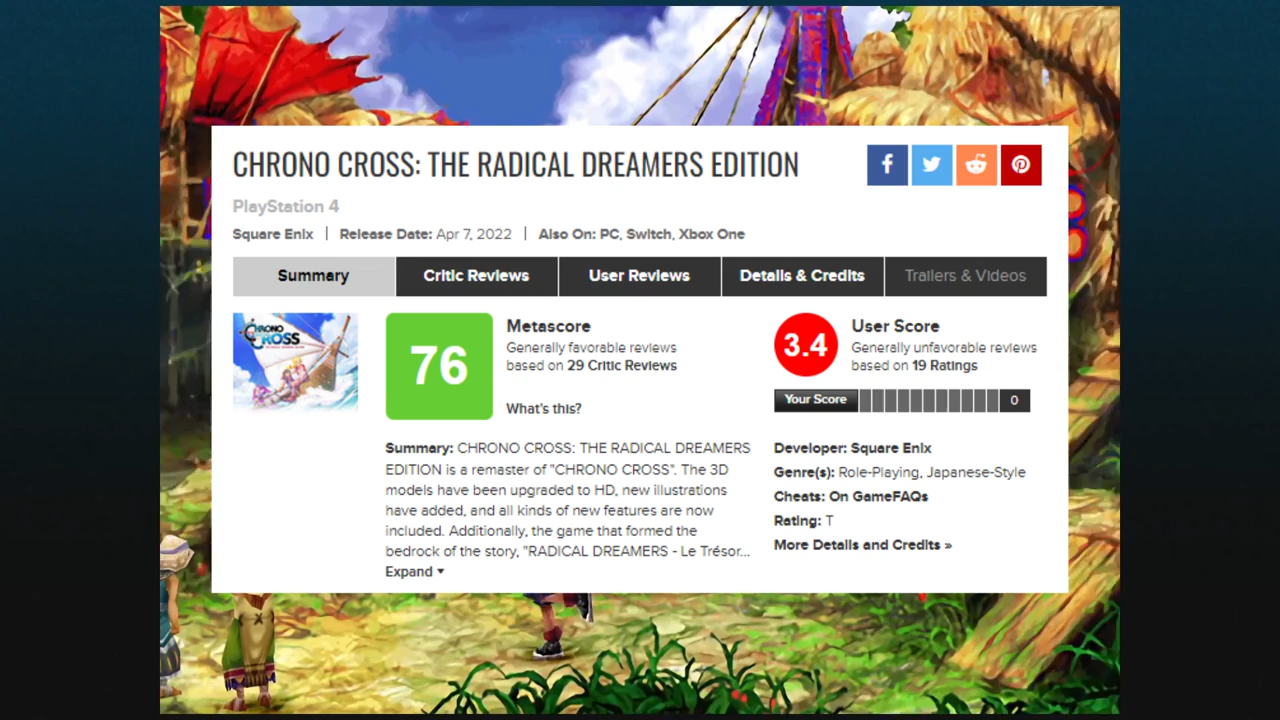 CHRONO CROSS: THE RADICAL DREAMERS EDITION
PlayStation 4
Square Enix | Release Date: Apr 7, 2022 | Also On: PC, Switch, Xbox One
Summary Critic Reviews User Reviews Details & Credits Trailers & Videos
CHRONO
CROSS
76
Metascore
Generally favorable reviews
based on 29 Critic Reviews
What's this?
3.4
User Score
Generally unfavorable reviews
based on 19 Ratings
Your Score 0
Summary: CHRONO CROSS: THE RADICAL DREAMERS
EDITION is a remaster of "CHRONO CROSS". The 3D
models have been upgraded to HD, new illustrations
have added, and all kinds of new features are now
included. Additionally, the game that formed the
bedrock of the story, "RADICAL DREAMERS - Le Trésor...
Expand
Developer: Square Enix
Genre(s): Role-Playing, Japanese-Style
Cheats: On GameFAQs
Rating: T
More Details and Credits »